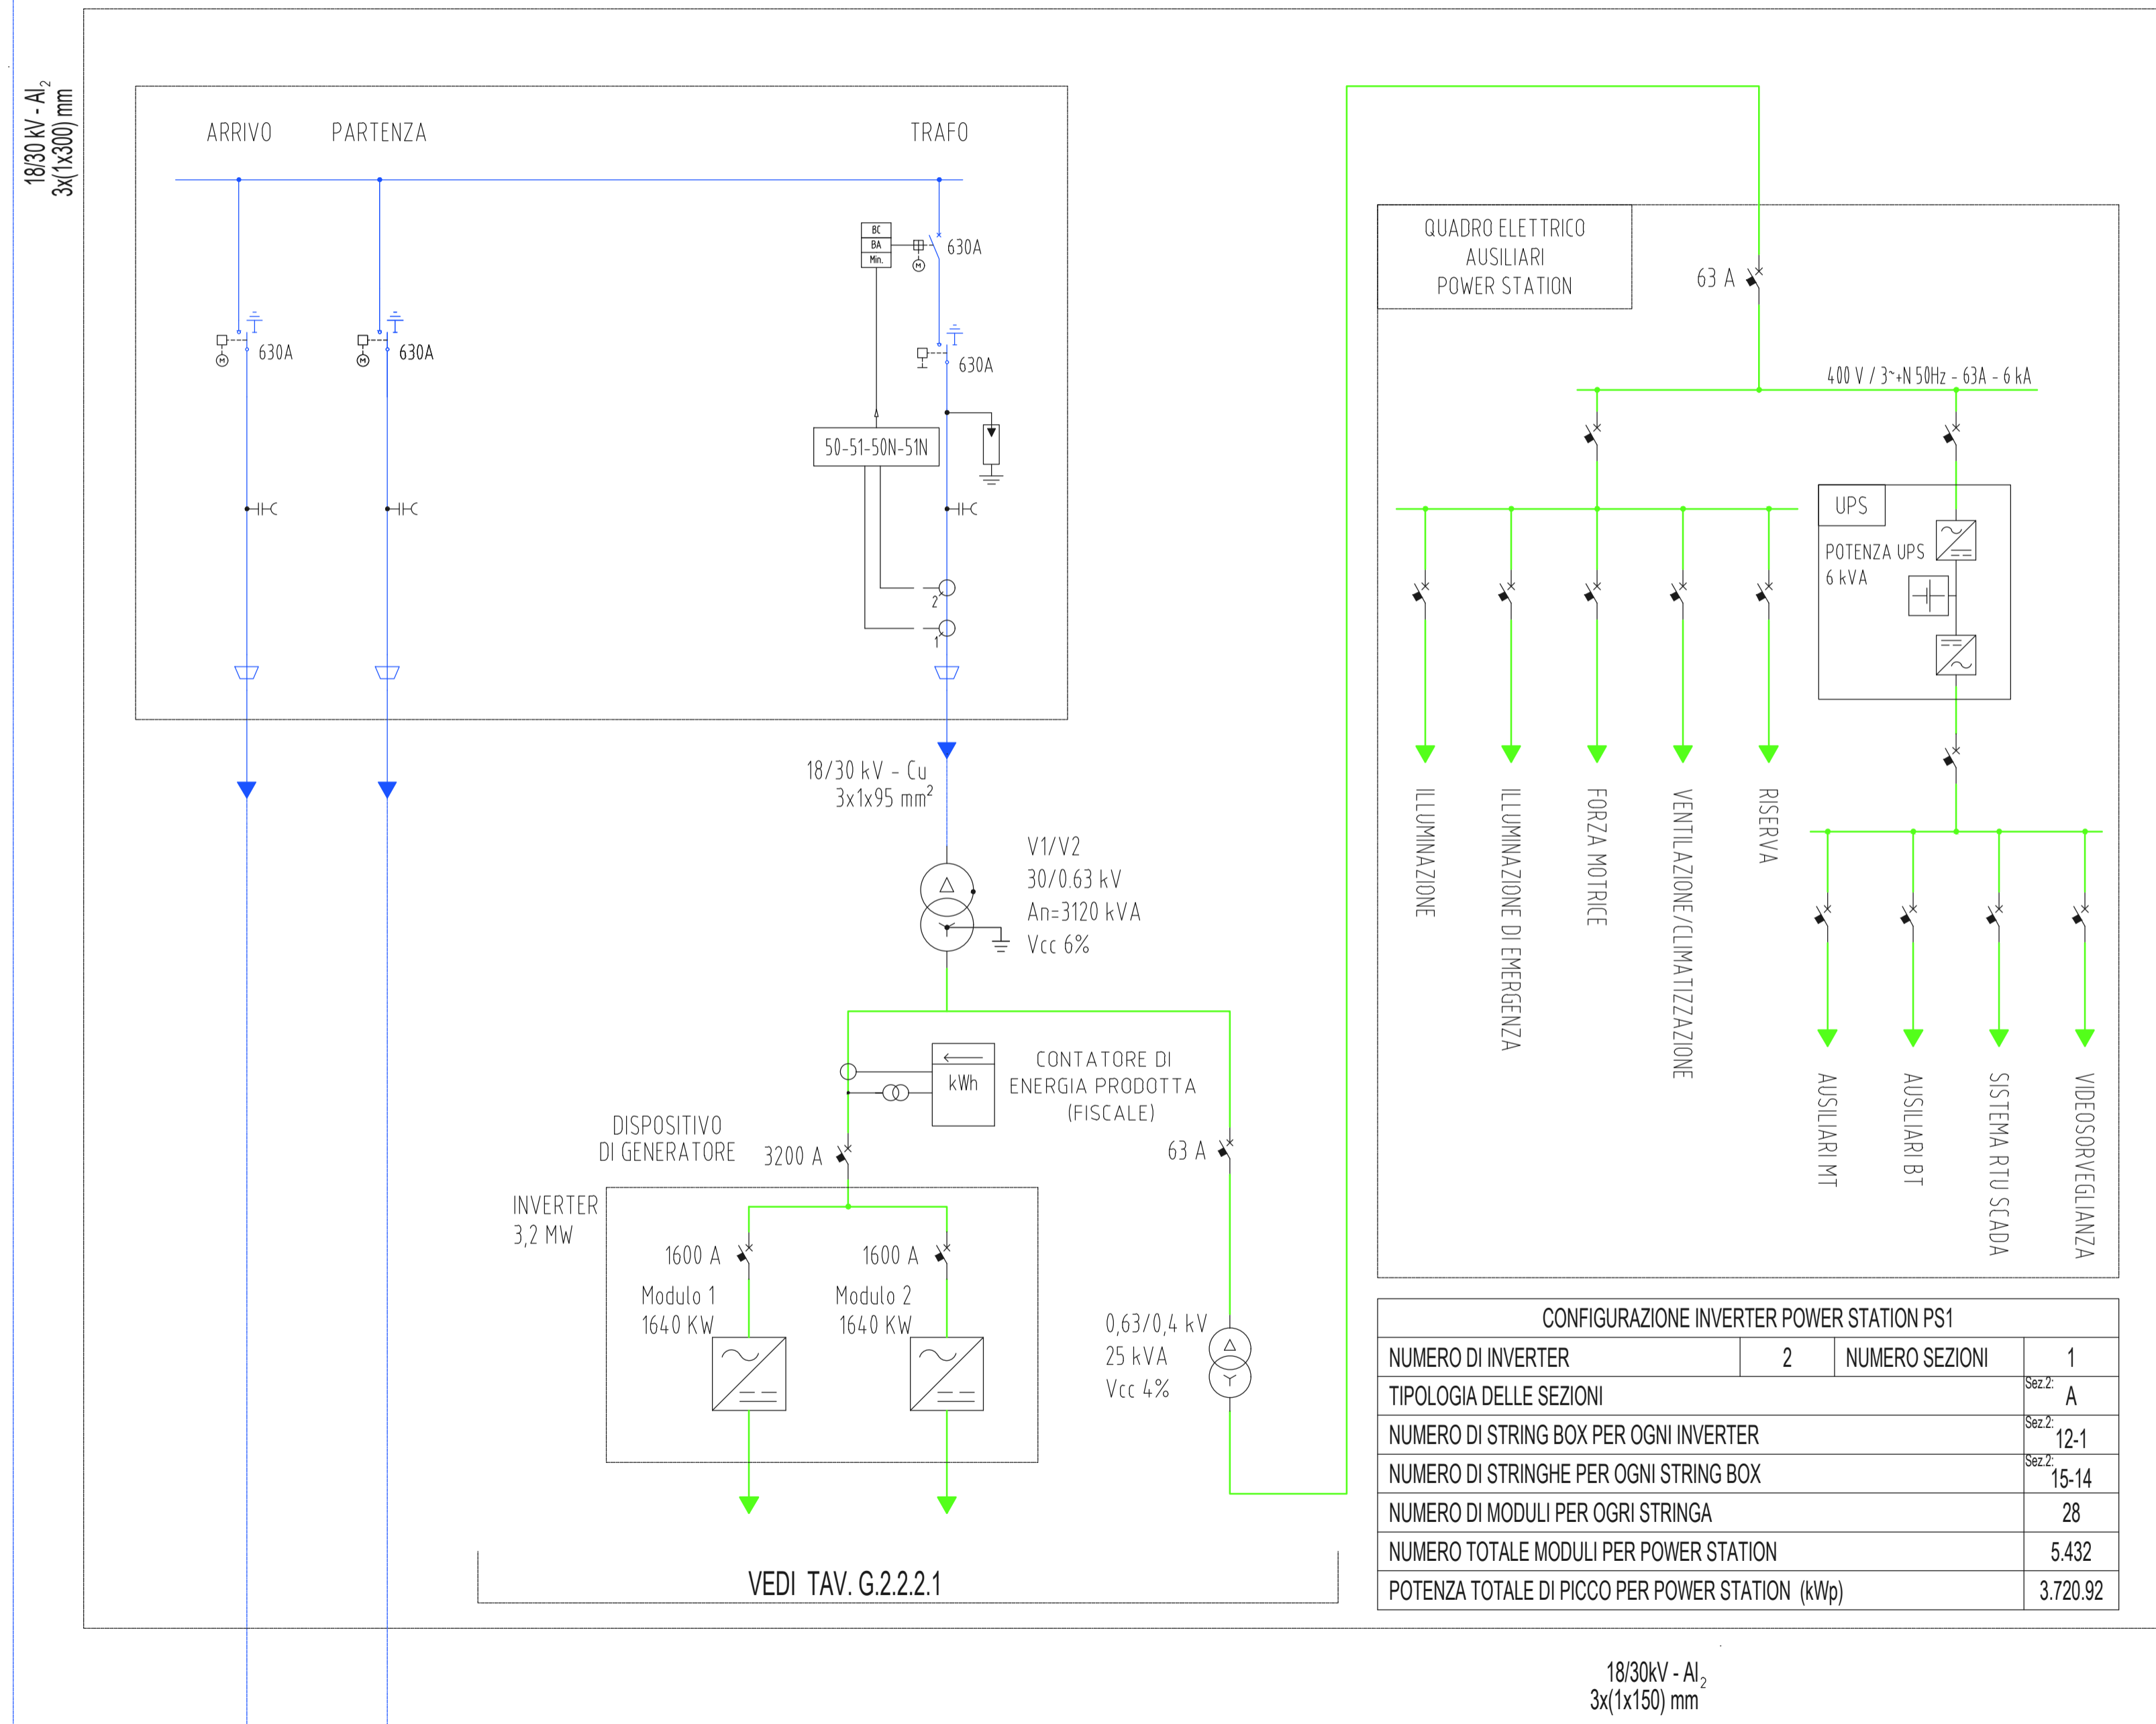 18/30 kV - Al2
3x(1x300) mm
ARRIVO
PARTENZA
TRAFO
BC
BA
Min.
M
630A
M
630A
M
630A
630A
50-51-50N-51N
2
1
18/30 kV - Cu
3x1x95 mm²
V1/V2
30/0.63 kV
An=3120 kVA
Vcc 6%
kWh
CONTATORE DI
ENERGIA PRODOTTA
(FISCALE)
DISPOSITIVO
DI GENERATORE
3200 A
63 A
INVERTER
3,2 MW
1600 A
1600 A
Modulo 1
1640 KW
Modulo 2
1640 KW
0,63/0,4 kV
25 kVA
Vcc 4%
VEDI TAV. G.2.2.2.1
QUADRO ELETTRICO
AUSILIARI
POWER STATION
63 A
400 V / 3~+N 50Hz - 63A - 6 kA
UPS
POTENZA UPS
6 kVA
ILLUMINAZIONE
ILLUMINAZIONE DI EMERGENZA
FORZA MOTRICE
VENTILAZIONE/CLIMATIZZAZIONE
RISERVA
AUSILIARI MT
AUSILIARI BT
SISTEMA RTU SCADA
VIDEOSORVEGLIANZA
CONFIGURAZIONE INVERTER POWER STATION PS1
NUMERO DI INVERTER 2 NUMERO SEZIONI 1
TIPOLOGIA DELLE SEZIONI Sez.2: A
NUMERO DI STRING BOX PER OGNI INVERTER Sez.2: 12-1
NUMERO DI STRINGHE PER OGNI STRING BOX Sez.2: 15-14
NUMERO DI MODULI PER OGRI STRINGA 28
NUMERO TOTALE MODULI PER POWER STATION 5.432
POTENZA TOTALE DI PICCO PER POWER STATION (kWp) 3.720.92
18/30kV - Al2
3x(1x150) mm